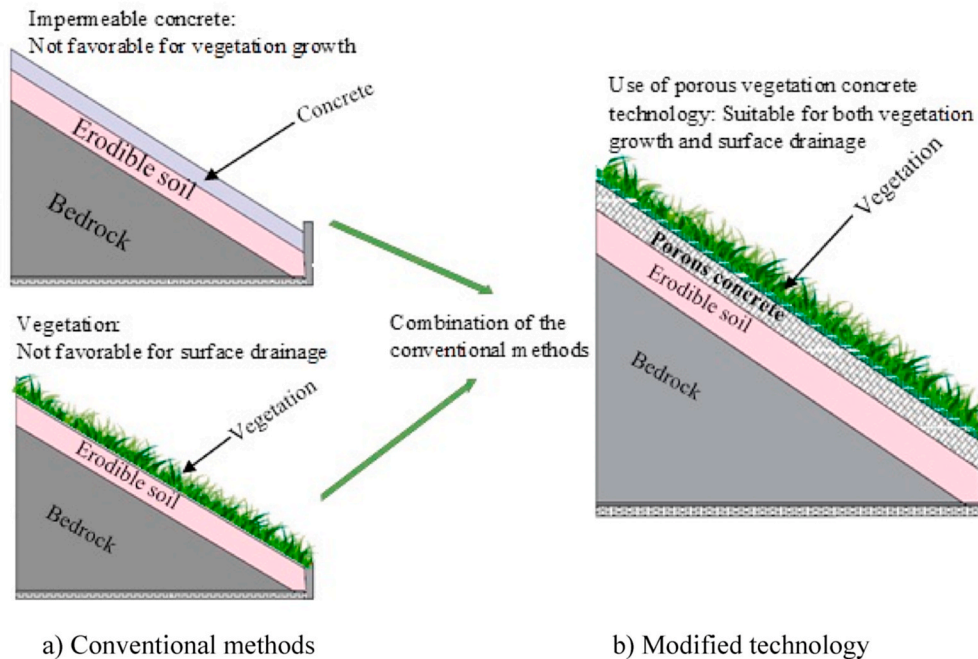 Impermeable concrete:
Not favorable for vegetation growth
Concrete
Erodible soil
Bedrock
Vegetation:
Not favorable for surface drainage
Vegetation
Erodible soil
Bedrock
Combination of the
conventional methods
Use of porous vegetation concrete
technology: Suitable for both vegetation
growth and surface drainage
Vegetation
Porous concrete
Erodible soil
Bedrock
a) Conventional methods
b) Modified technology